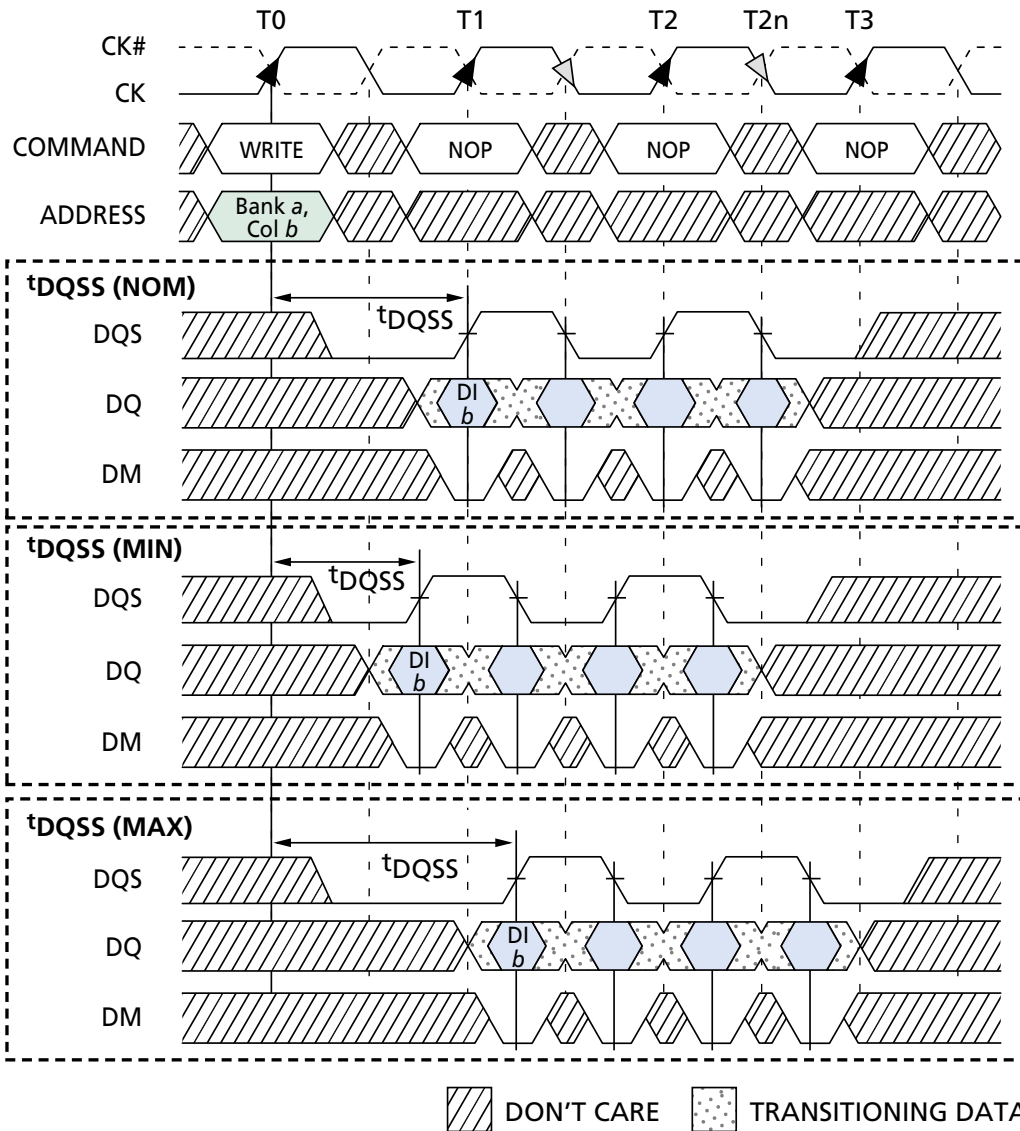 T0 T1 T2 T2n T3
CK#
CK
COMMAND WRITE NOP NOP NOP
ADDRESS Bank a,
Col b
tDQSS (NOM)
tDQSS
DQS
DQ DI
b
DM
tDQSS (MIN)
tDQSS
DQS
DQ DI
b
DM
tDQSS (MAX)
tDQSS
DQS
DQ DI
b
DM
DON'T CARE TRANSITIONING DATA